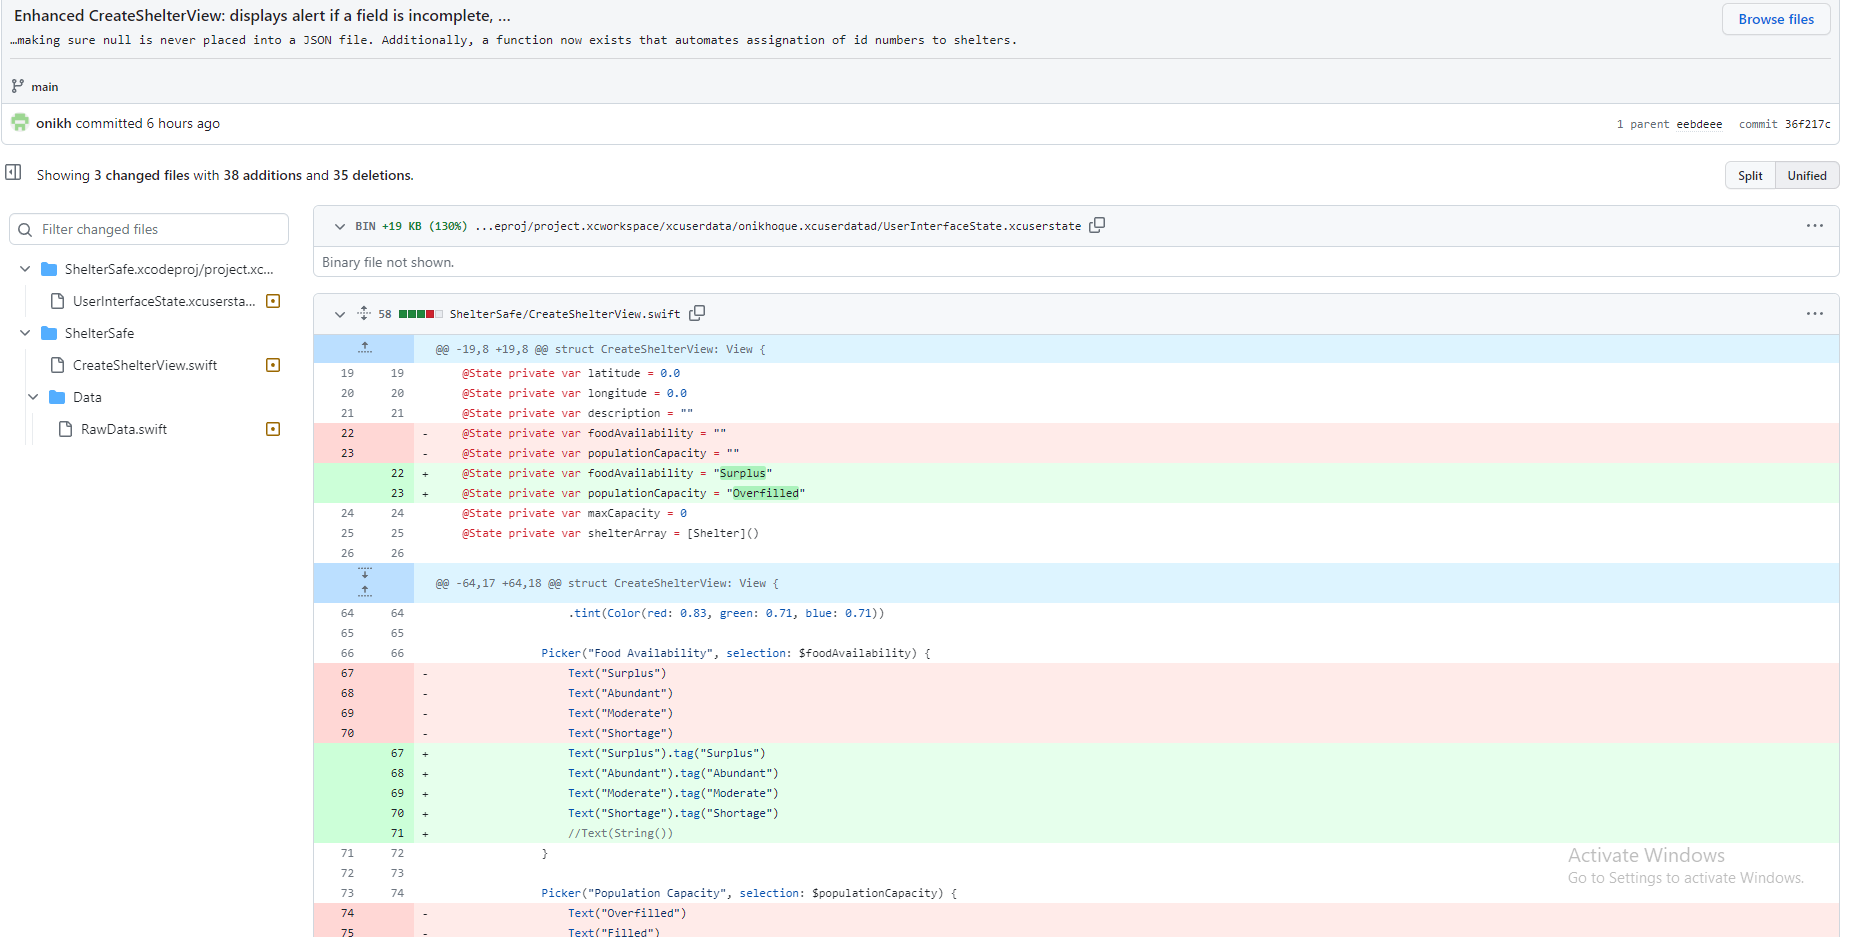 Enhanced CreateShelterView: displays alert if a field is incomplete, ...
Browse files
…making sure null is never placed into a JSON file. Additionally, a function now exists that automates assignation of id numbers to shelters.
main
onikh committed 6 hours ago
1 parent eebdeee commit 36f217c
Showing 3 changed files with 38 additions and 35 deletions.
Split Unified
Filter changed files
ShelterSafe.xcodeproj/project.xc...
UserInterfaceState.xcusersta...
ShelterSafe
CreateShelterView.swift
Data
RawData.swift
BIN +19 KB (130%) ...eproj/project.xcworkspace/xcuserdata/onikhoque.xcuserdatad/UserInterfaceState.xcuserstate
Binary file not shown.
58 ShelterSafe/CreateShelterView.swift
@@ -19,8 +19,8 @@ struct CreateShelterView: View {
19 19 @State private var latitude = 0.0
20 20 @State private var longitude = 0.0
21 21 @State private var description = ""
22 - @State private var foodAvailability = ""
23 - @State private var populationCapacity = ""
22 + @State private var foodAvailability = "Surplus"
23 + @State private var populationCapacity = "Overfilled"
24 24 @State private var maxCapacity = 0
25 25 @State private var shelterArray = [Shelter]()
26 26
@@ -64,17 +64,18 @@ struct CreateShelterView: View {
64 64 .tint(Color(red: 0.83, green: 0.71, blue: 0.71))
65 65
66 66 Picker("Food Availability", selection: $foodAvailability) {
67 - Text("Surplus")
68 - Text("Abundant")
69 - Text("Moderate")
70 - Text("Shortage")
67 + Text("Surplus").tag("Surplus")
68 + Text("Abundant").tag("Abundant")
69 + Text("Moderate").tag("Moderate")
70 + Text("Shortage").tag("Shortage")
71 + //Text(String())
71 72 }
72 73
73 74 Picker("Population Capacity", selection: $populationCapacity) {
74 - Text("Overfilled")
75 - Text("Filled")
Activate Windows
Go to Settings to activate Windows.